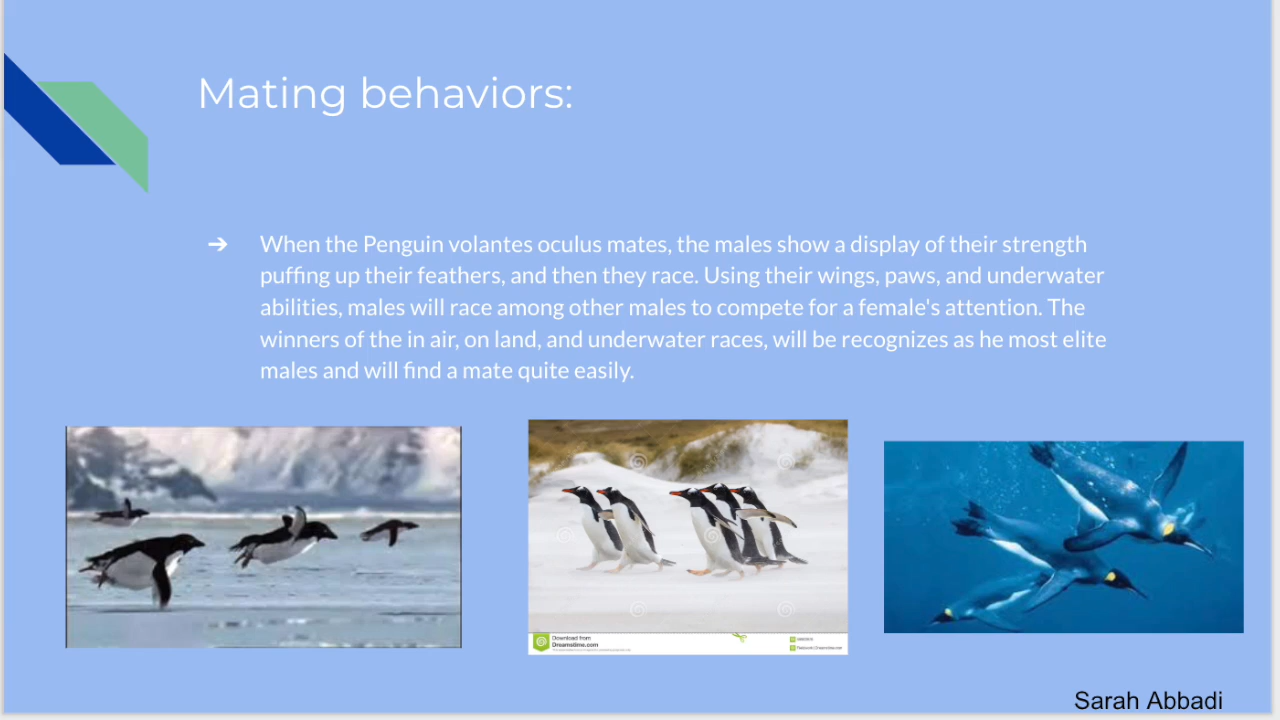 Mating behaviors:
➔ When the Penguin volantes oculus mates, the males show a display of their strength
puffing up their feathers, and then they race. Using their wings, paws, and underwater
abilities, males will race among other males to compete for a female's attention. The
winners of the in air, on land, and underwater races, will be recognizes as he most elite
males and will find a mate quite easily.
Download from
Dreamstime.com
Sarah Abbadi